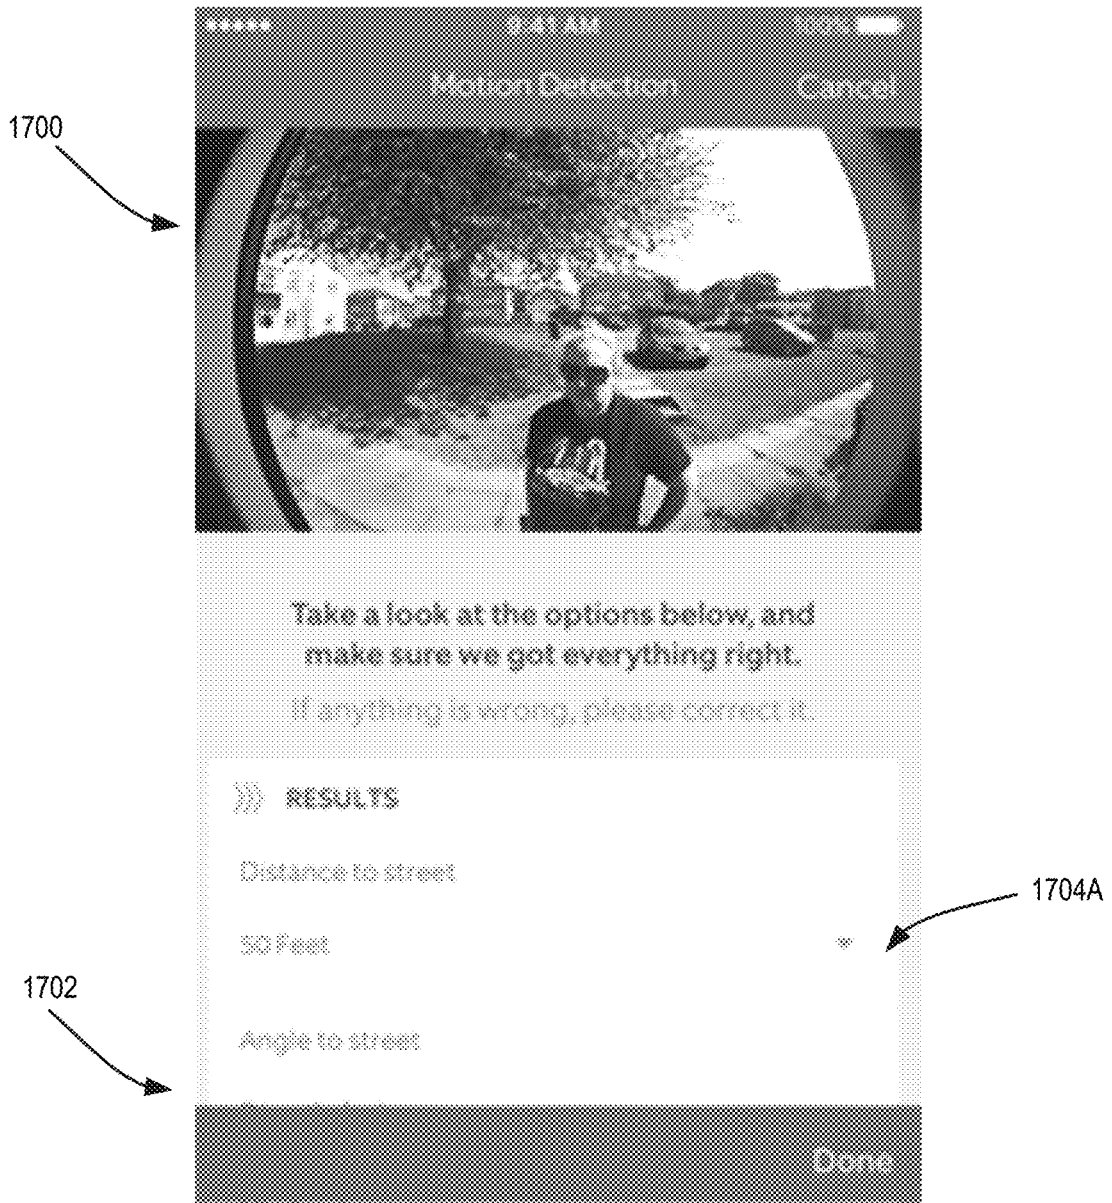 9:41 AM 100%
Motion Detection Cancel
1700
LA
Take a look at the options below, and
make sure we got everything right.
If anything is wrong, please correct it.
RESULTS
Distance to street
1704A
50 Feet
1702
Angle to street
Done